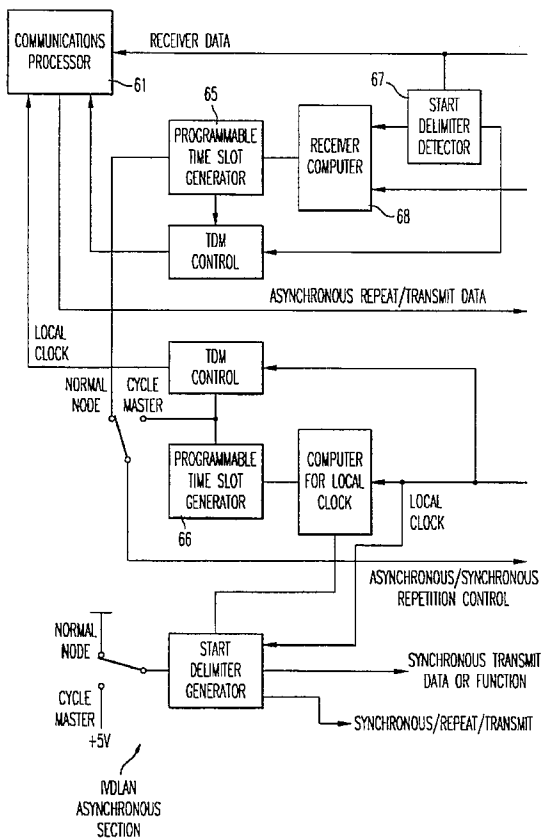 COMMUNICATIONS
PROCESSOR
61
RECEIVER DATA
67
START
DELIMITER
DETECTOR
65
PROGRAMMABLE
TIME SLOT
GENERATOR
RECEIVER
COMPUTER
68
TDM
CONTROL
ASYNCHRONOUS REPEAT/TRANSMIT DATA
LOCAL
CLOCK
TDM
CONTROL
NORMAL
NODE
CYCLE
MASTER
PROGRAMMABLE
TIME SLOT
GENERATOR
66
COMPUTER
FOR LOCAL
CLOCK
LOCAL
CLOCK
ASYNCHRONOUS/SYNCHRONOUS
REPETITION CONTROL
NORMAL
NODE
START
DELIMITER
GENERATOR
SYNCHRONOUS TRANSMIT
DATA OR FUNCTION
CYCLE
MASTER
+5V
SYNCHRONOUS/REPEAT/TRANSMIT
IVDLAN
ASYNCHRONOUS
SECTION